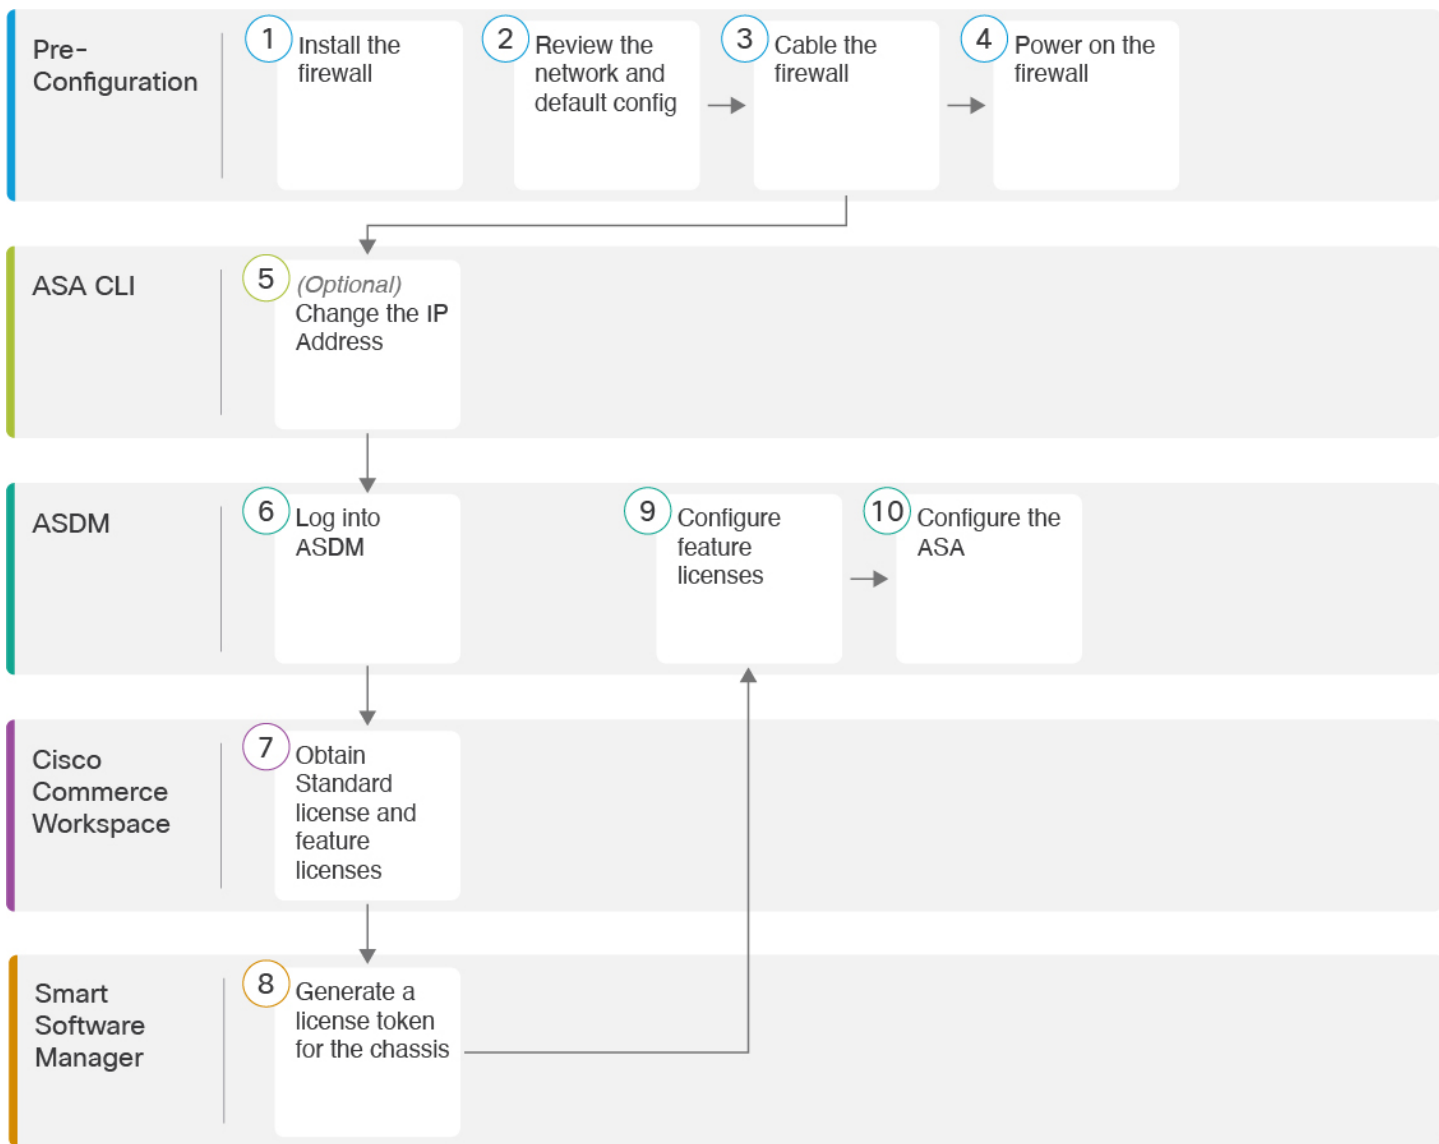 Pre-
Configuration
1
Install the
firewall
2
Review the
network and
default config
3
Cable the
firewall
4
Power on the
firewall
ASA CLI
5
(Optional)
Change the IP
Address
ASDM
6
Log into
ASDM
9
Configure
feature
licenses
10
Configure the
ASA
Cisco
Commerce
Workspace
7
Obtain
Standard
license and
feature
licenses
Smart
Software
Manager
8
Generate a
license token
for the chassis